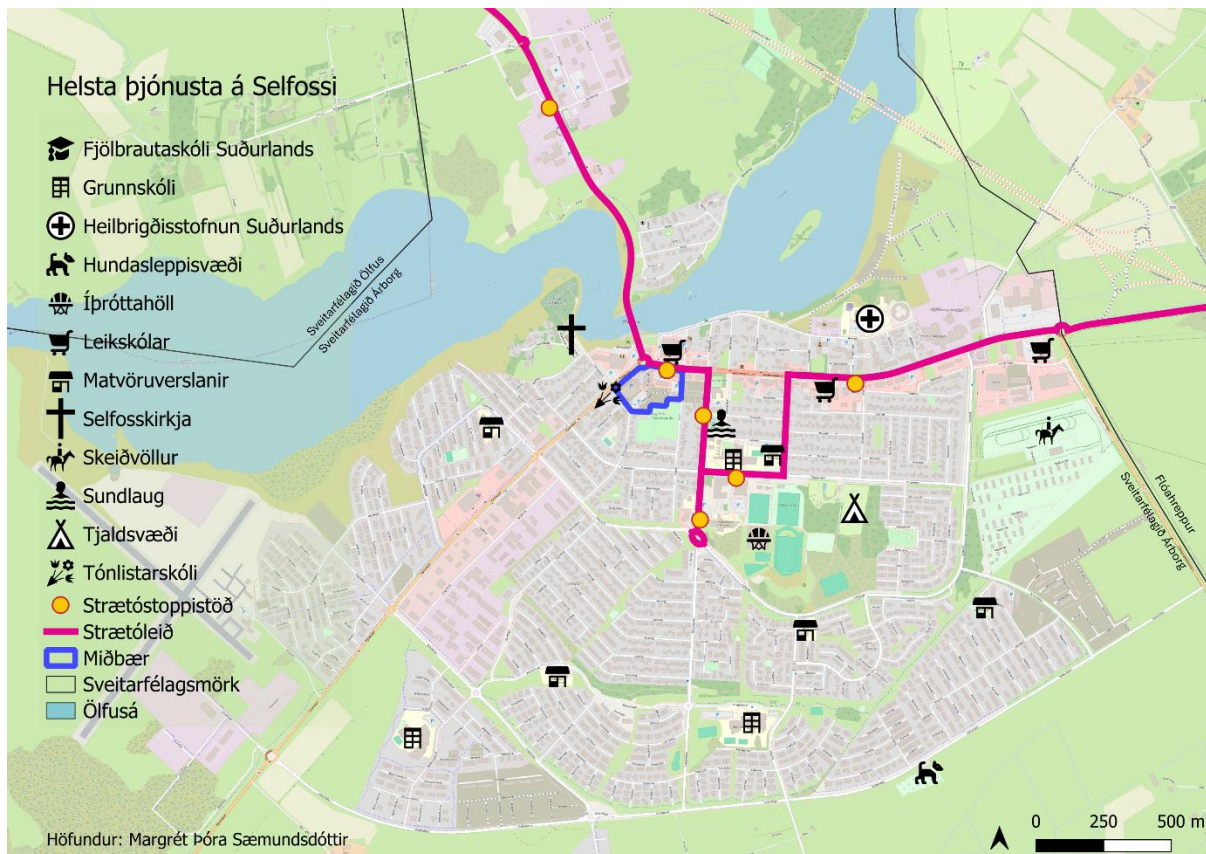 Helsta þjónusta á Selfossi
Fjölbrautaskóli Suðurlands
Grunnskóli
Heilbrigðisstofnun Suðurlands
Hundasleppisvæði
Íþróttahöll
Leikskólar
Matvöruverslanir
Selfosskirkja
Skeiðvöllur
Sundlaug
Tjaldsvæði
Tónlistarskóli
Strætóstoppistöð
Strætóleið
Miðbær
Sveitarfélagsmörk
Ölfusá
Sveitarfélagið Ölfus
Sveitarfélagið Árborg
Flóahreppur
Sveitarfélagið Árborg
Höfundur: Margrét Þóra Sæmundsdóttir
0 250 500 m